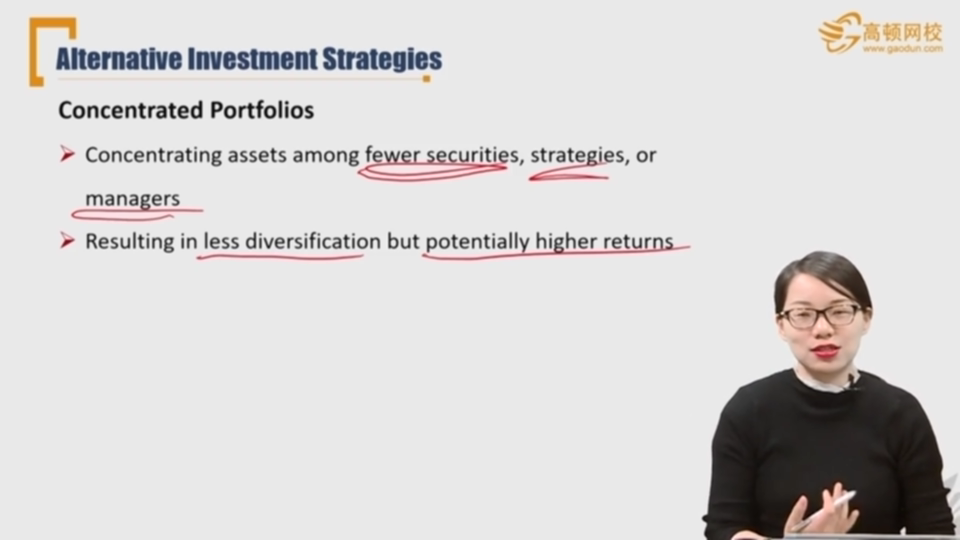 高顿网校
www.gaodun.com
Alternative Investment Strategies
Concentrated Portfolios
Concentrating assets among fewer securities, strategies, or
managers
Resulting in less diversification but potentially higher returns